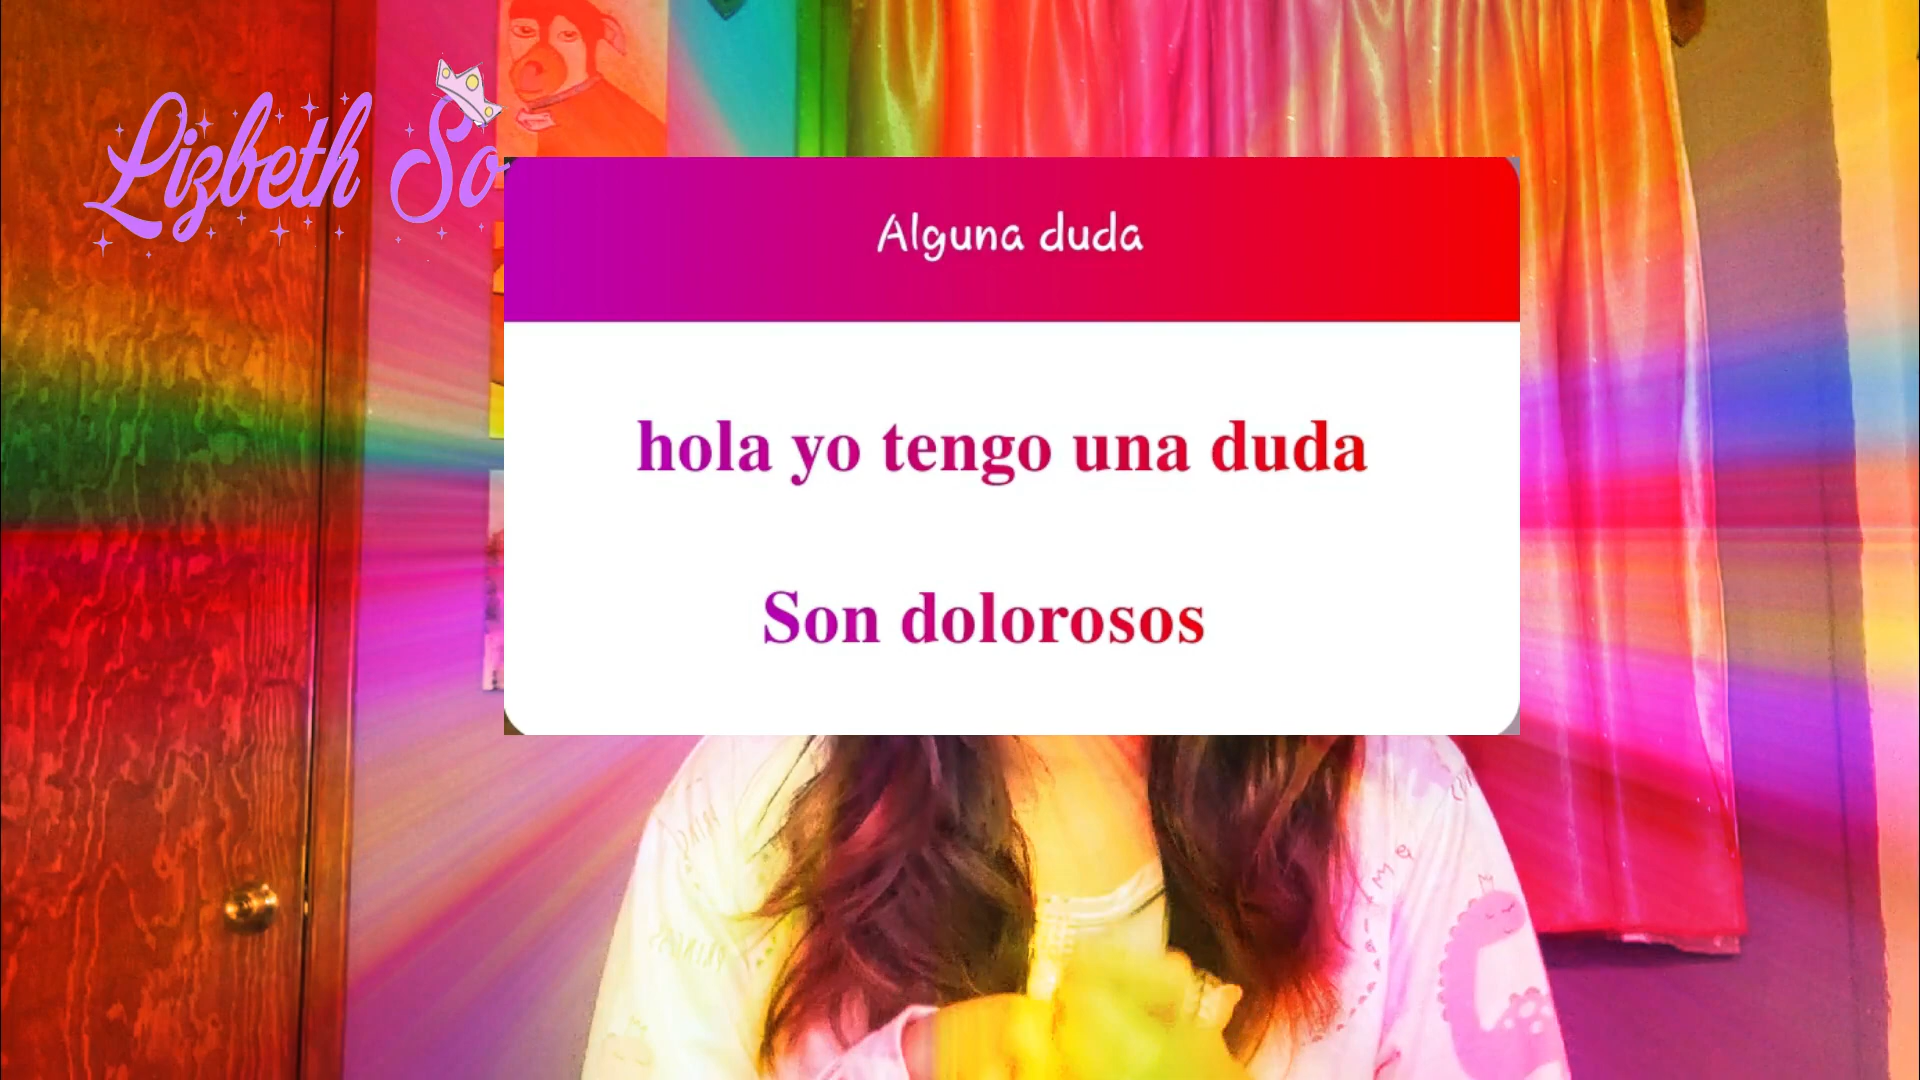 Lizbeth So
Alguna duda
hola yo tengo una duda
Son dolorosos